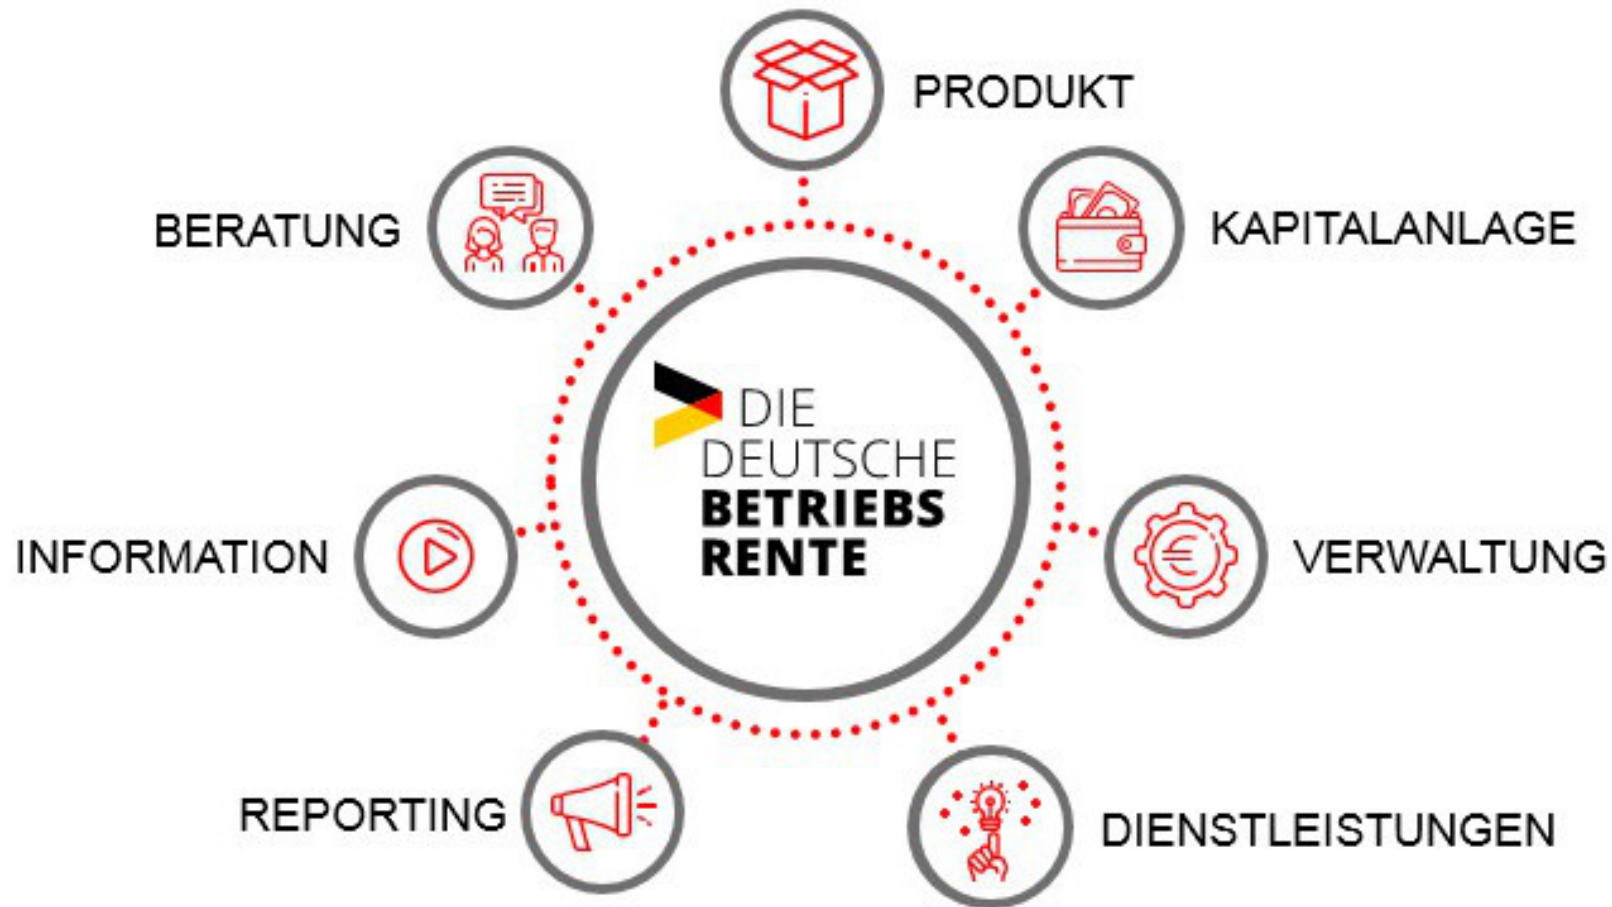 PRODUKT
BERATUNG
KAPITALANLAGE
DIE
DEUTSCHE
BETRIEBS
RENTE
INFORMATION
VERWALTUNG
REPORTING
DIENSTLEISTUNGEN